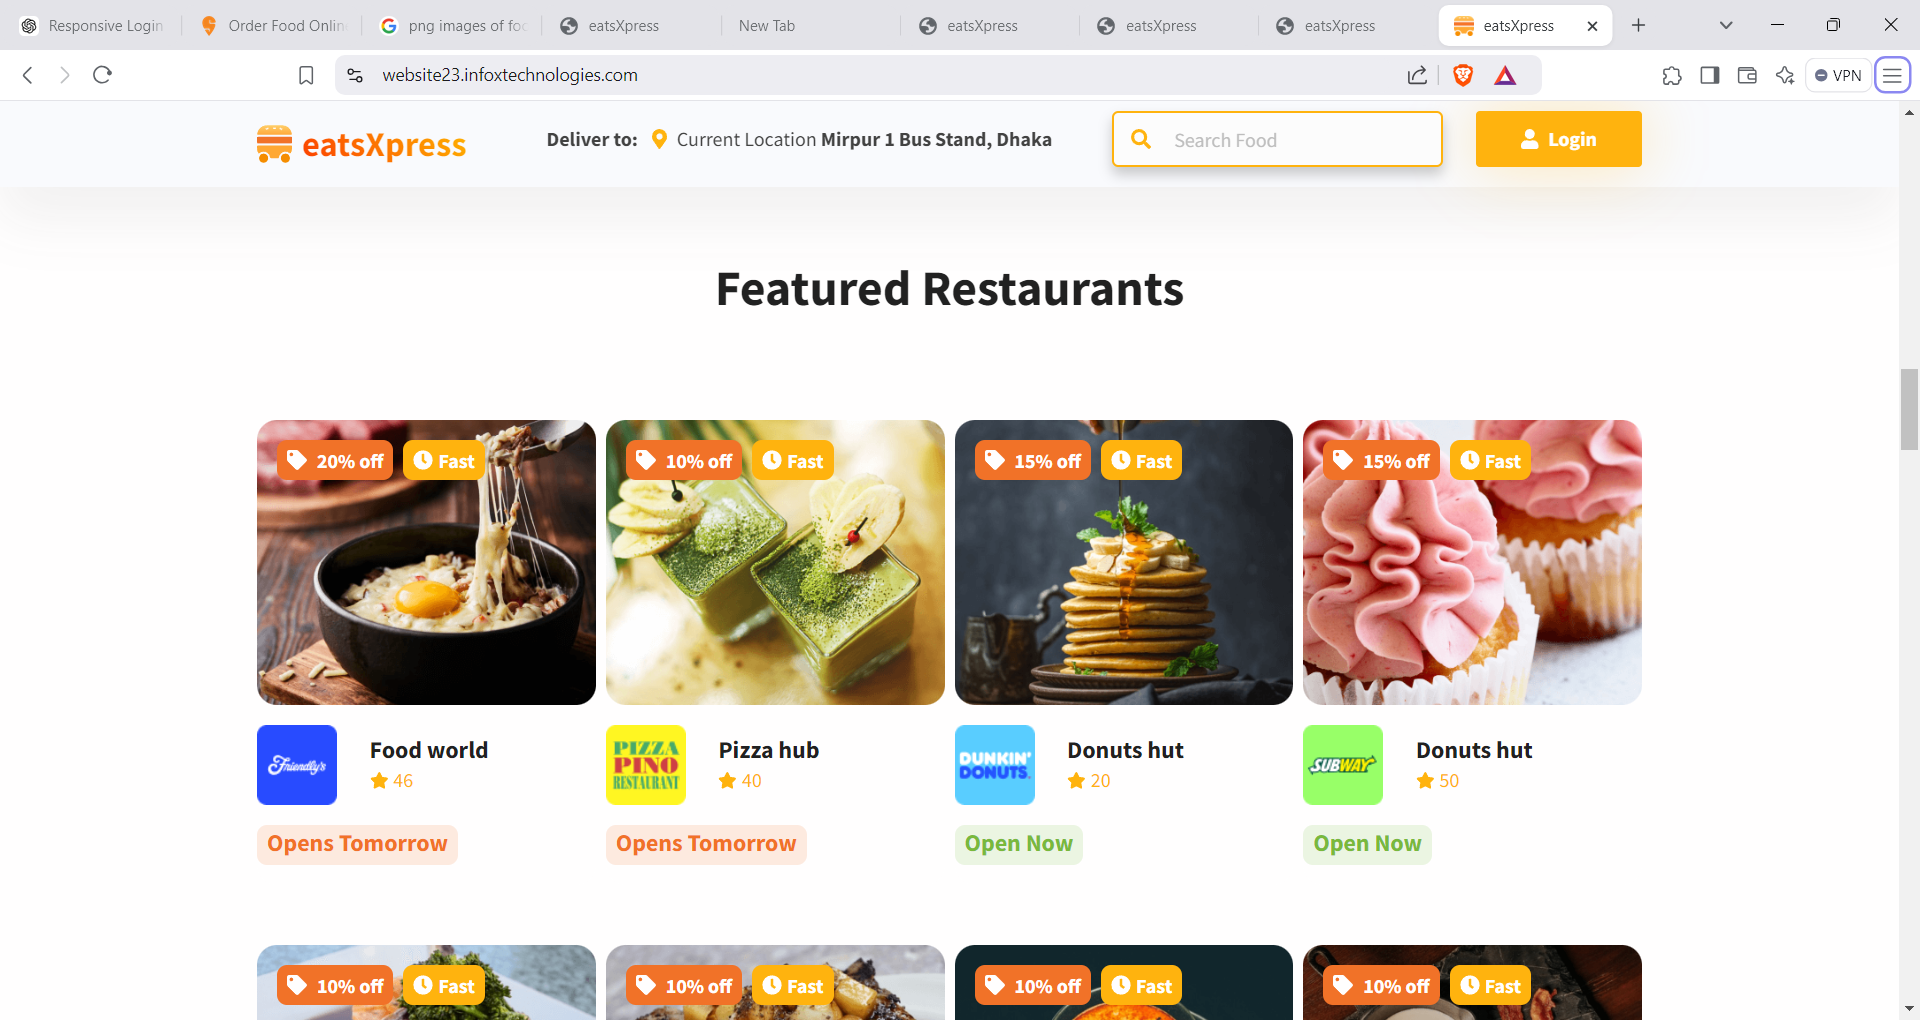 Responsive Login
Order Food Onlin
png images of foo
eatsXpress
New Tab
eatsXpress
eatsXpress
eatsXpress
eatsXpress
website23.infoxtechnologies.com
VPN
eatsXpress
Deliver to: Current Location Mirpur 1 Bus Stand, Dhaka
Search Food
Login
Featured Restaurants
20% off Fast
10% off Fast
15% off Fast
15% off Fast
Friendly's
Food world
46
Opens Tomorrow
PIZZA
PINO
RESTAURANT
Pizza hub
40
Opens Tomorrow
DUNKIN'
DONUTS.
Donuts hut
20
Open Now
SUBWAY
Donuts hut
50
Open Now
10% off Fast
10% off Fast
10% off Fast
10% off Fast